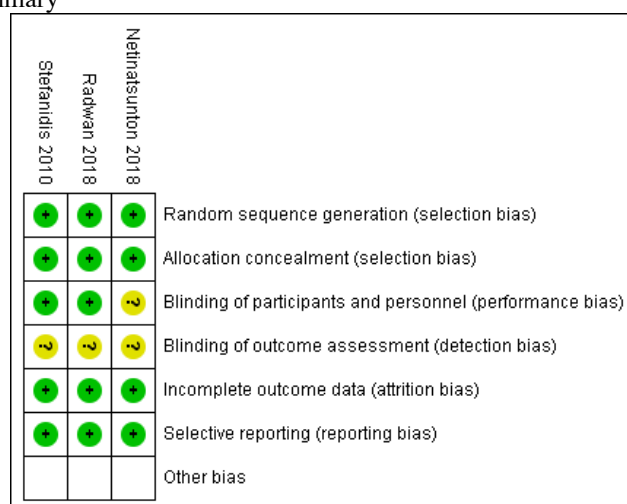 mmary
Stefanidis 2010
Radwan 2018
Netinatsunton 2018
+ + + Random sequence generation (selection bias)
+ + + Allocation concealment (selection bias)
+ + ? Blinding of participants and personnel (performance bias)
? ? ? Blinding of outcome assessment (detection bias)
+ + + Incomplete outcome data (attrition bias)
+ + + Selective reporting (reporting bias)
Other bias